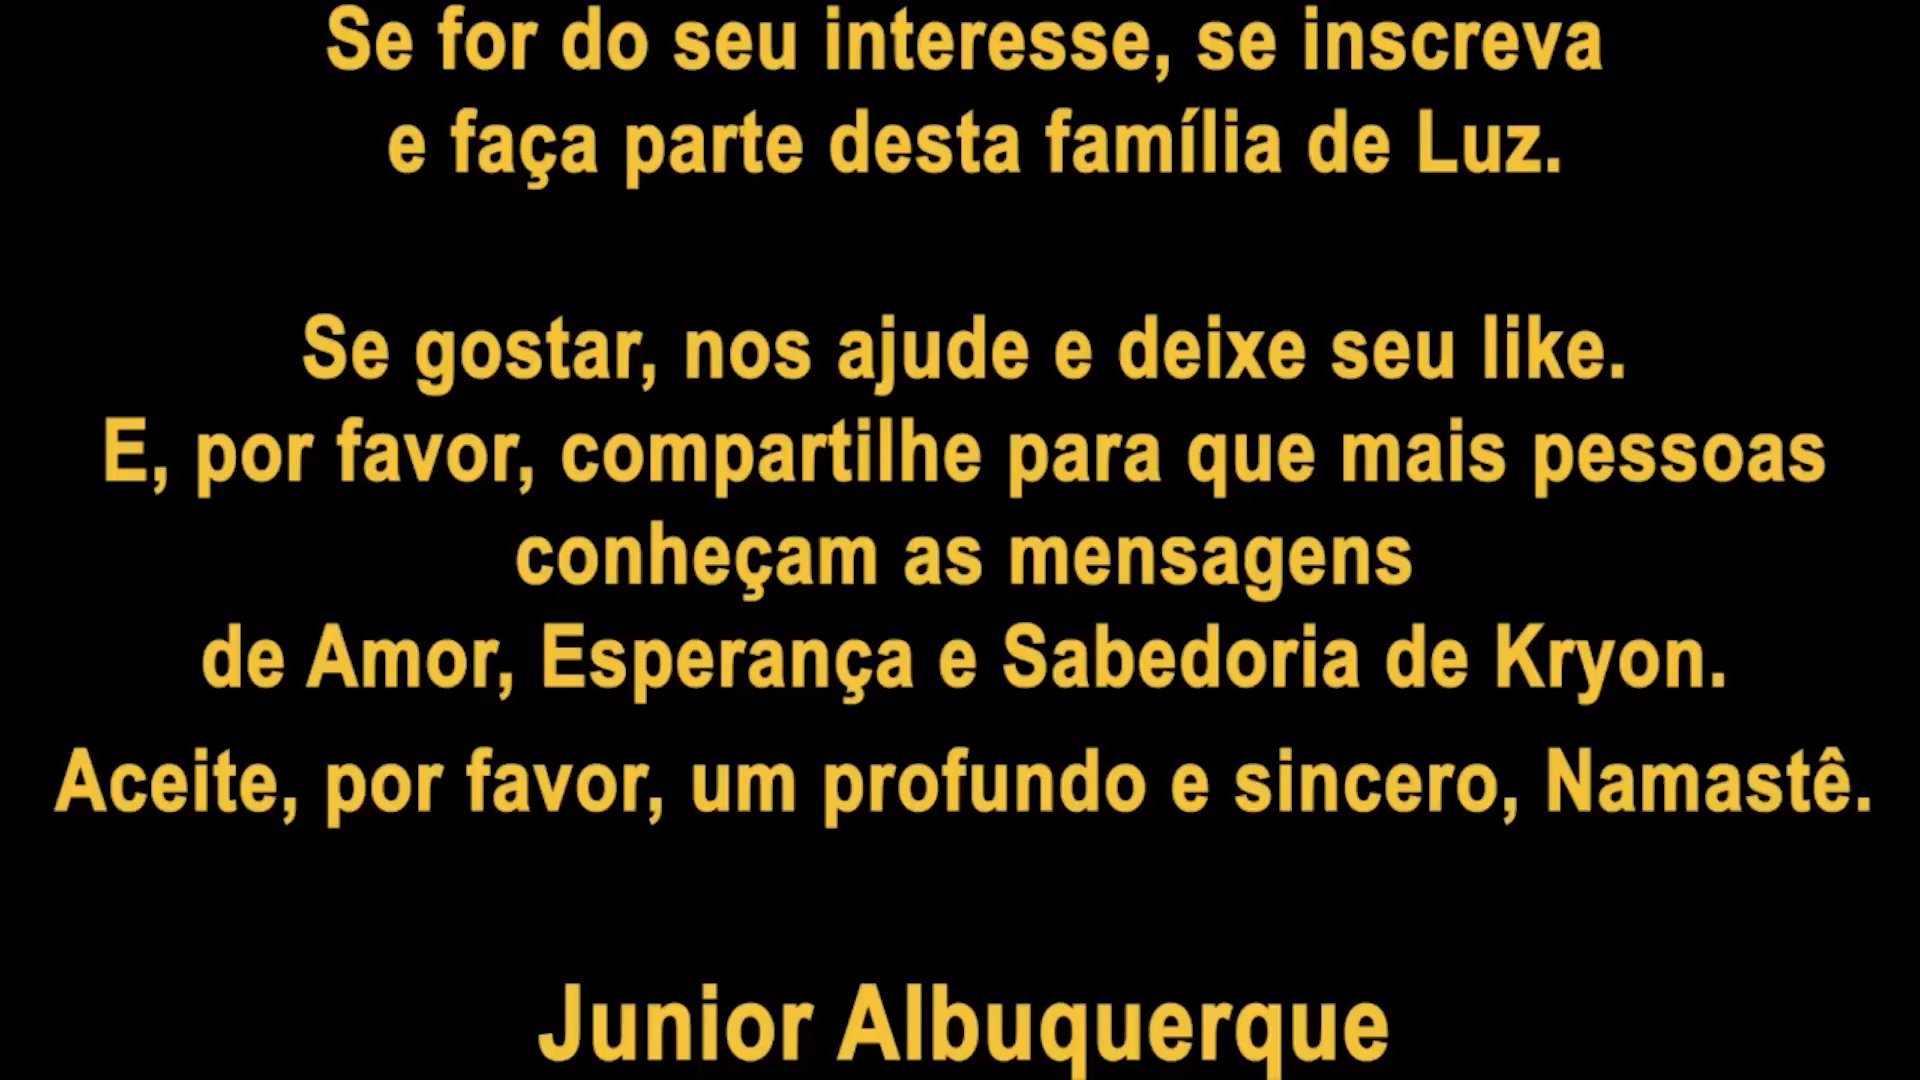 Se for do seu interesse, se inscreva
e faça parte desta família de Luz.
Se gostar, nos ajude e deixe seu like.
E, por favor, compartilhe para que mais pessoas
conheçam as mensagens
de Amor, Esperança e Sabedoria de Kryon.
Aceite, por favor, um profundo e sincero, Namastê.
Junior Albuquerque